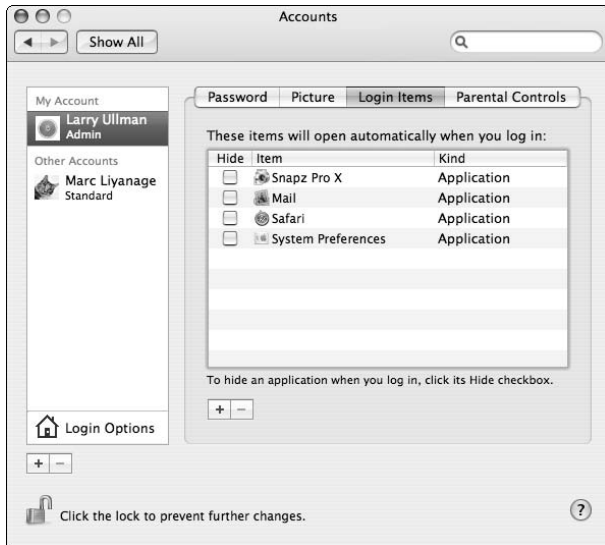 Accounts
Show All
My Account
Larry Ullman
Admin
Other Accounts
Marc Liyanage
Standard
Login Options
Password Picture Login Items Parental Controls
These items will open automatically when you log in:
Hide Item Kind
Snapz Pro X Application
Mail Application
Safari Application
System Preferences Application
To hide an application when you log in, click its Hide checkbox.
+ −
+ −
Click the lock to prevent further changes.
?